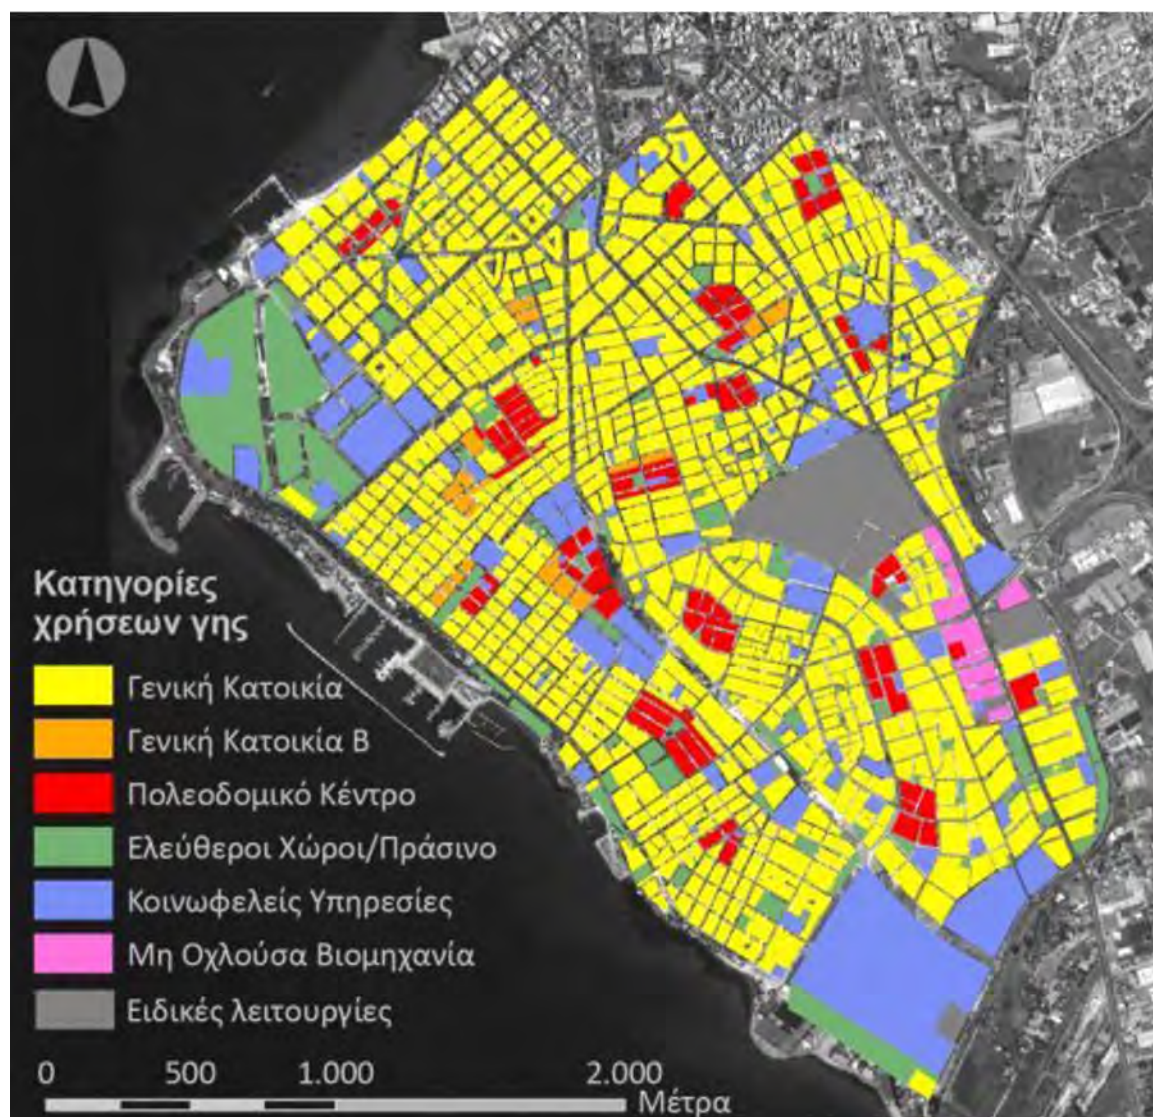 Κατηγορίες
χρήσεων γης
Γενική Κατοικία
Γενική Κατοικία Β
Πολεοδομικό Κέντρο
Ελεύθεροι Χώροι/Πράσινο
Κοινωφελείς Υπηρεσίες
Μη Οχλούσα Βιομηχανία
Ειδικές λειτουργίες
0 500 1.000 2.000
Μέτρα